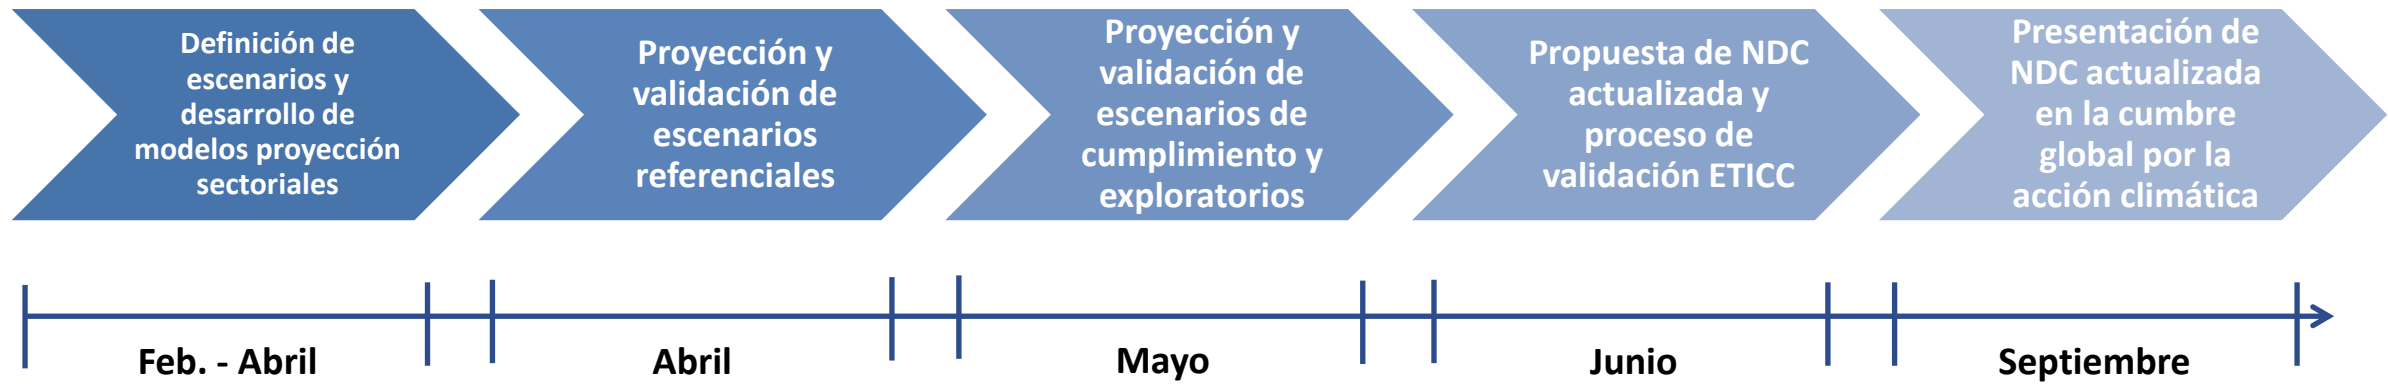 Definición de
escenarios y
desarrollo de
modelos proyección
sectoriales
Proyección y
validación de
escenarios
referenciales
Proyección y
validación de
escenarios de
cumplimiento y
exploratorios
Propuesta de NDC
actualizada y
proceso de
validación ETICC
Presentación de
NDC actualizada
en la cumbre
global por la
acción climática
Feb. - Abril
Abril
Mayo
Junio
Septiembre